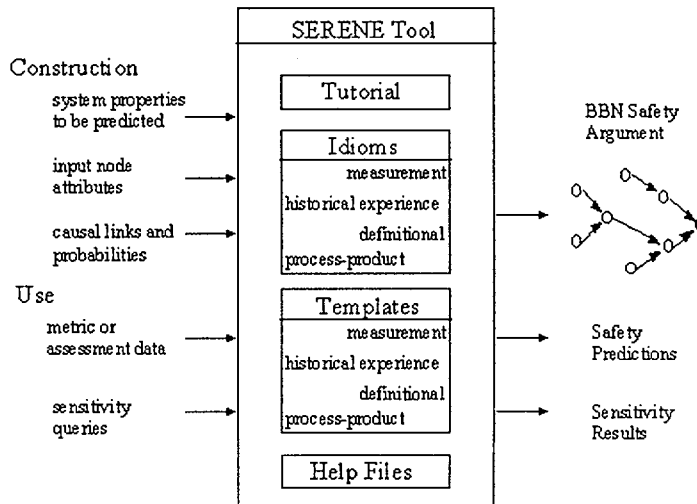 SERENE Tool
Construction
system properties
to be predicted
input node
attributes
causal links and
probabilities
Use
metric or
assessment data
sensitivity
queries
Tutorial
Idioms
measurement
historical experience
definitional
process-product
Templates
measurement
historical experience
definitional
process-product
Help Files
BBN Safety
Argument
Safety
Predictions
Sensitivity
Results